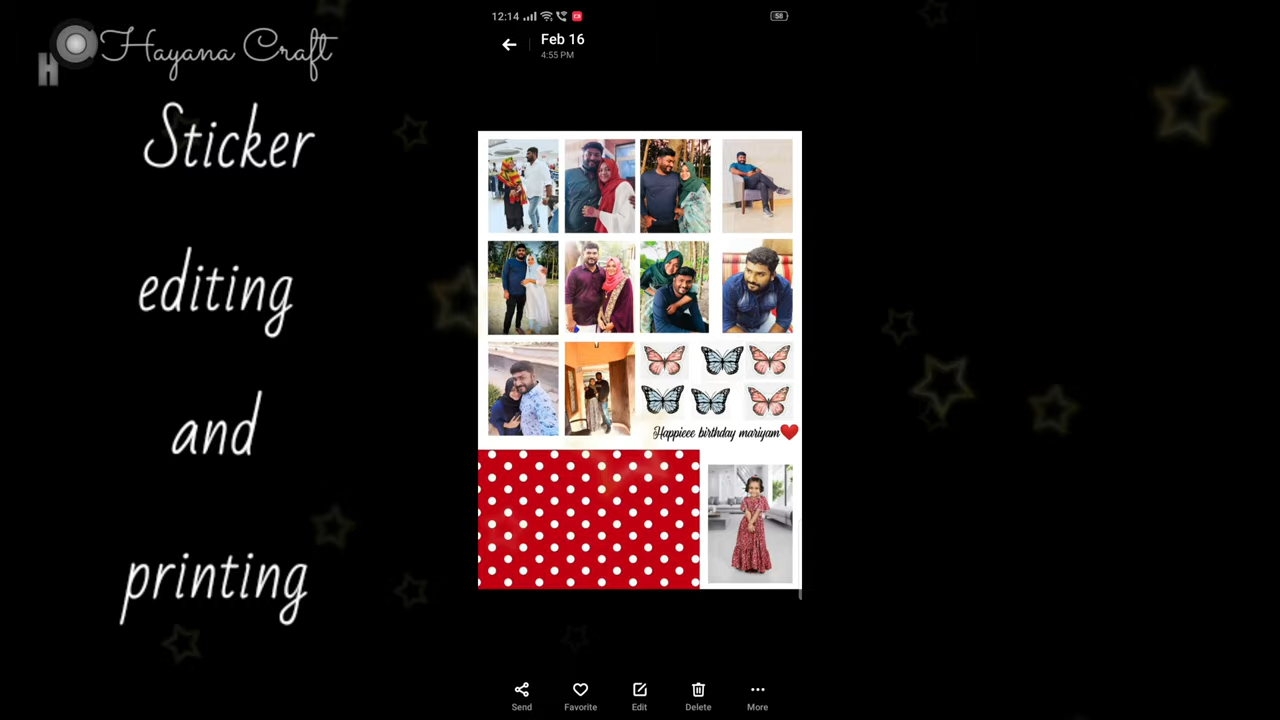 Hayana Craft
H
Sticker
editing
and
printing
12:14
58
Feb 16
4:55 PM
Happieee birthday mariyam❤️
Send
Favorite
Edit
Delete
More